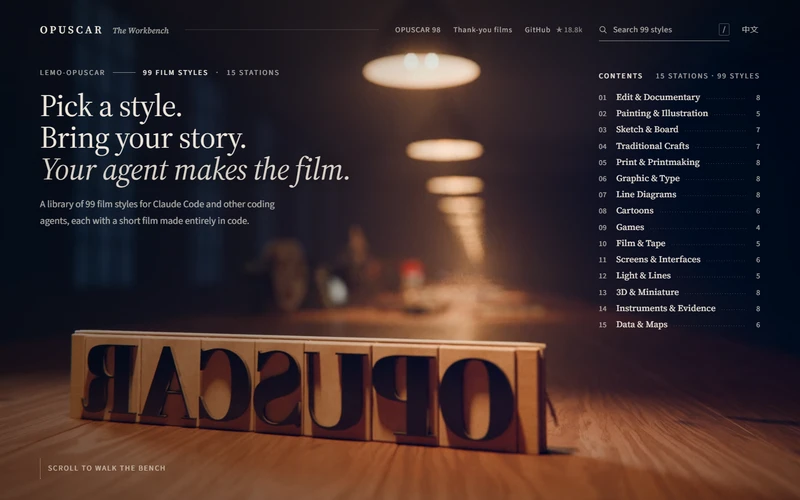 OPUSCAR The Workbench
OPUSCAR 98 Thank-you films GitHub ★ 18.8k Search 99 styles / 中文
LEMO-OPUSCAR 99 FILM STYLES · 15 STATIONS
Pick a style.
Bring your story.
Your agent makes the film.
A library of 99 film styles for Claude Code and other coding
agents, each with a short film made entirely in code.
CONTENTS 15 STATIONS · 99 STYLES
01 Edit & Documentary 8
02 Painting & Illustration 5
03 Sketch & Board 7
04 Traditional Crafts 7
05 Print & Printmaking 8
06 Graphic & Type 8
07 Line Diagrams 8
08 Cartoons 6
09 Games 4
10 Film & Tape 5
11 Screens & Interfaces 6
12 Light & Lines 5
13 3D & Miniature 8
14 Instruments & Evidence 8
15 Data & Maps 6
OPUSCAR
SCROLL TO WALK THE BENCH